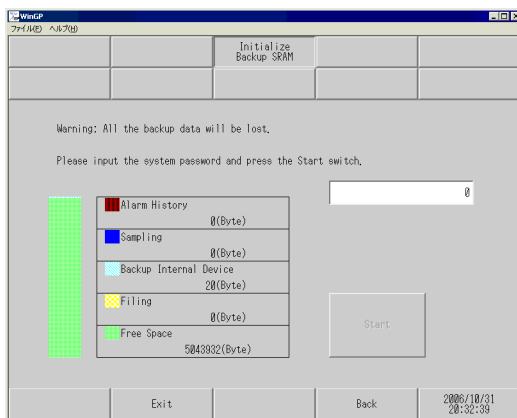 WinGP
ファイル(F) ヘルプ(H)
Initialize
Backup SRAM
Warning: All the backup data will be lost.
Please input the system password and press the Start switch.
0
Alarm History
0(Byte)
Sampling
0(Byte)
Backup Internal Device
20(Byte)
Filing
0(Byte)
Start
Free Space
5043932(Byte)
Exit
Back
2006/10/31
20:32:39